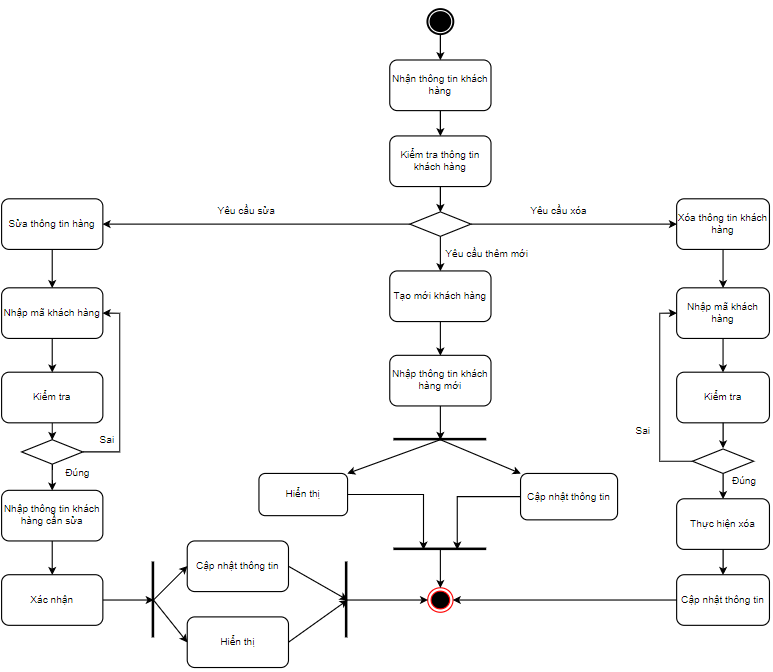 Nhận thông tin khách
hàng
Kiểm tra thông tin
khách hàng
Yêu cầu sửa
Yêu cầu xóa
Sửa thông tin hàng
Xóa thông tin khách
hàng
Yêu cầu thêm mới
Tạo mới khách hàng
Nhập mã khách hàng
Nhập mã khách
hàng
Nhập thông tin khách
hàng mới
Kiểm tra
Kiểm tra
Sai
Sai
Đúng
Đúng
Hiển thị
Cập nhật thông tin
Nhập thông tin khách
hàng cần sửa
Thực hiện xóa
Cập nhật thông tin
Xác nhận
Cập nhật thông tin
Hiển thị